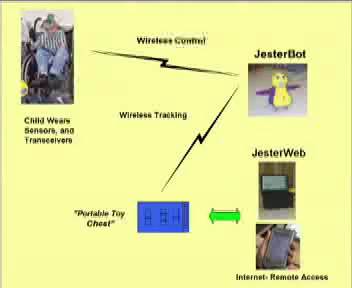 Wireless Control
JesterBot
Child Wears
Sensors, and
Transceivers
Wireless Tracking
JesterWeb
"Portable Toy
Chest"
Internet- Remote Access